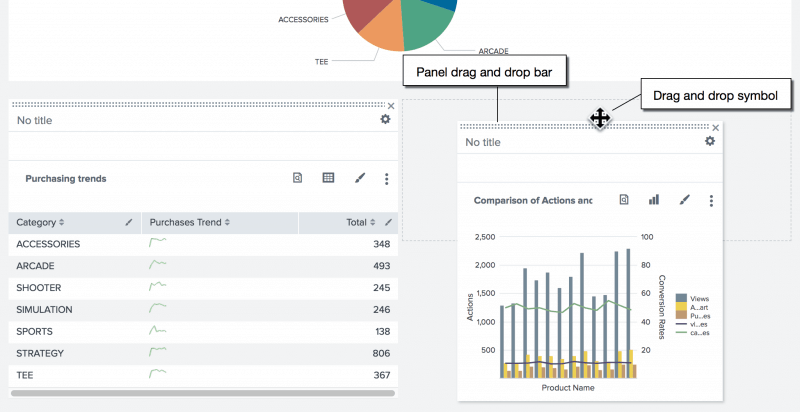 ACCESSORIES
ARCADE
TEE
Panel drag and drop bar
Drag and drop symbol
No title
No title
Purchasing trends
Comparison of Actions and
Category
Purchases Trend
Total
ACCESSORIES
348
ARCADE
493
SHOOTER
245
SIMULATION
246
SPORTS
138
STRATEGY
806
TEE
367
2,500
2,000
1,500
1,000
500
Actions
100
80
60
40
20
Conversion Rates
Product Name
Views
A...art
Pu...es
vi...es
ca...es